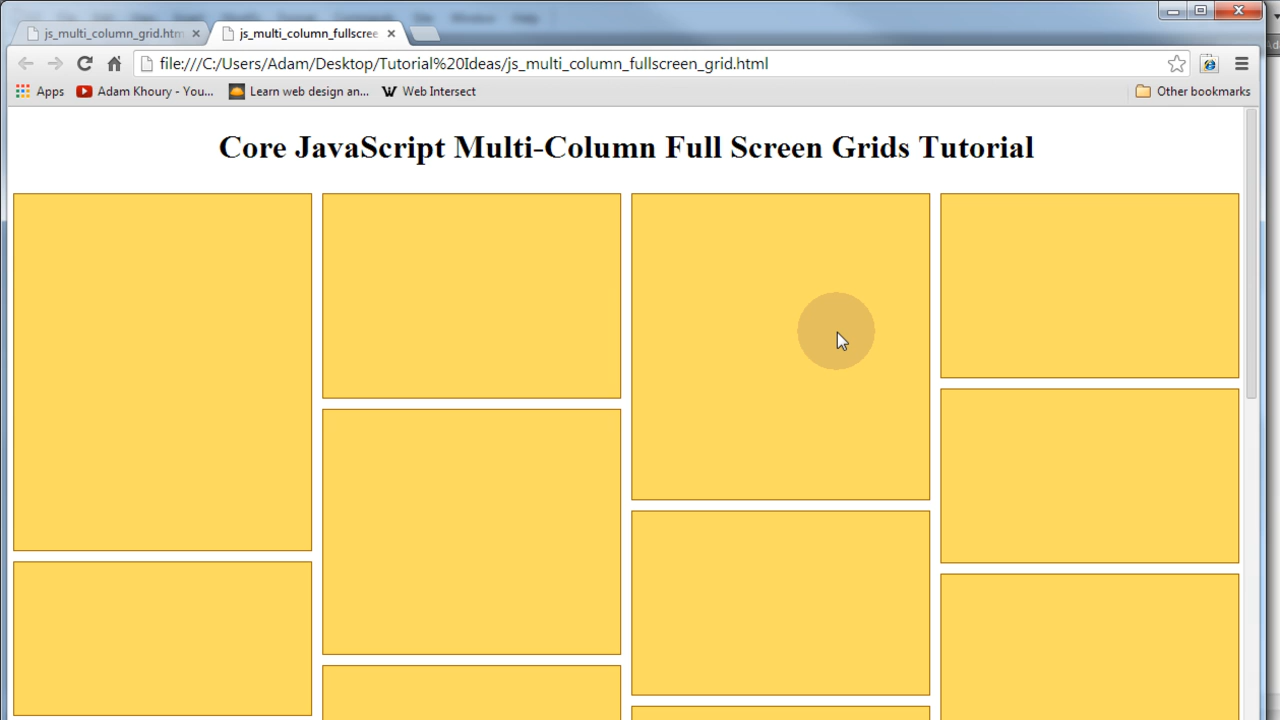 js_multi_column_grid.htm
js_multi_column_fullscree
file:///C:/Users/Adam/Desktop/Tutorial%20Ideas/js_multi_column_fullscreen_grid.html
Apps
Adam Khoury - You...
Learn web design an...
Web Intersect
Other bookmarks
Core JavaScript Multi-Column Full Screen Grids Tutorial